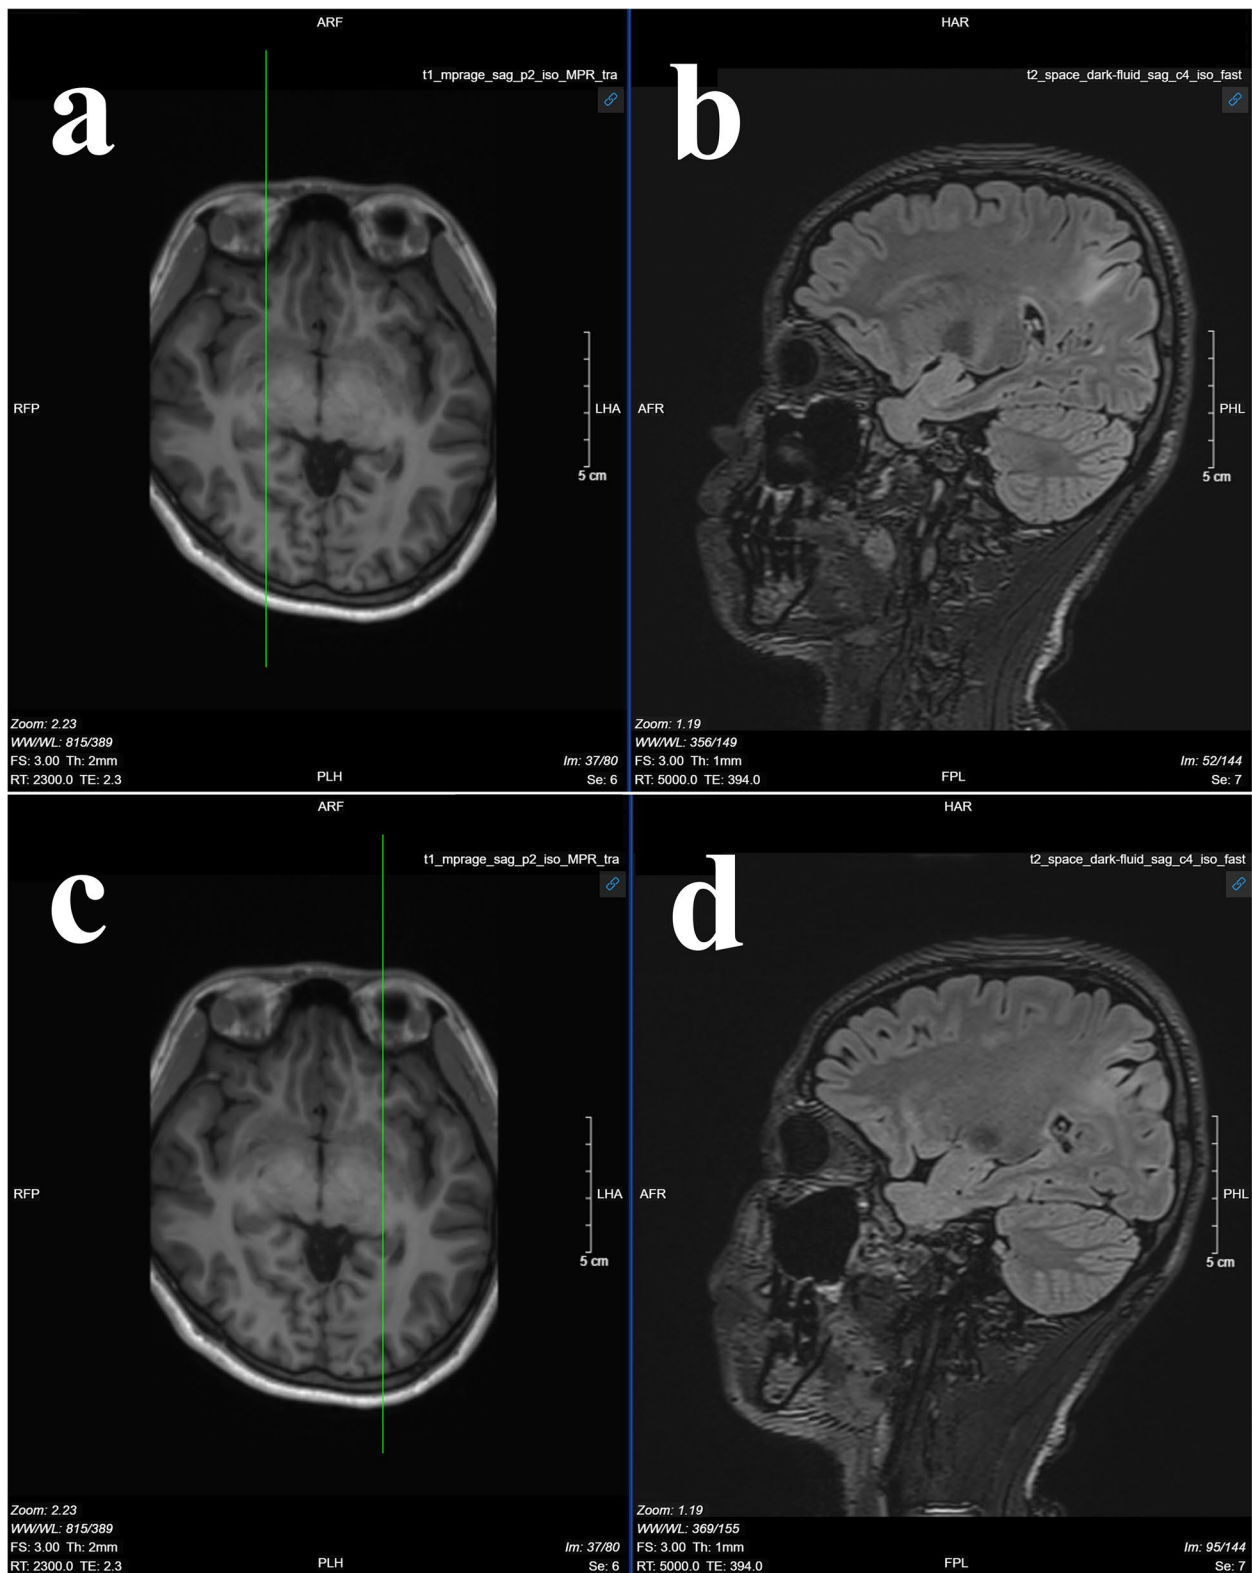 ARF
t1_mprage_sag_p2_iso_MPR_tra
a
RFP
LHA
5 cm
Zoom: 2.23
WW/WL: 815/389
FS: 3.00 Th: 2mm
RT: 2300.0 TE: 2.3
PLH
Im: 37/80
Se: 6
HAR
t2_space_dark-fluid_sag_c4_iso_fast
b
AFR
PHL
5 cm
Zoom: 1.19
WW/WL: 356/149
FS: 3.00 Th: 1mm
RT: 5000.0 TE: 394.0
FPL
Im: 52/144
Se: 7
ARF
t1_mprage_sag_p2_iso_MPR_tra
c
RFP
LHA
5 cm
Zoom: 2.23
WW/WL: 815/389
FS: 3.00 Th: 2mm
RT: 2300.0 TE: 2.3
PLH
Im: 37/80
Se: 6
HAR
t2_space_dark-fluid_sag_c4_iso_fast
d
AFR
PHL
5 cm
Zoom: 1.19
WW/WL: 369/155
FS: 3.00 Th: 1mm
RT: 5000.0 TE: 394.0
FPL
Im: 95/144
Se: 7